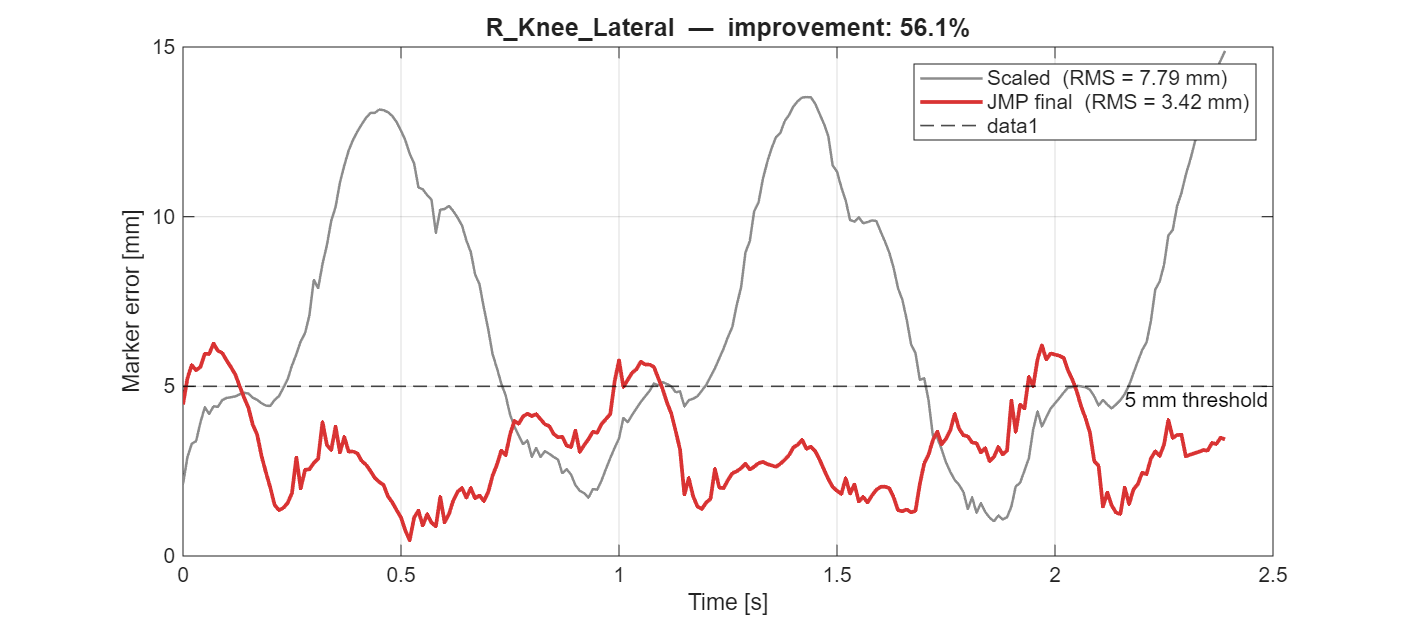 R_Knee_Lateral — improvement: 56.1%
15
10
5
0
Marker error [mm]
Scaled (RMS = 7.79 mm)
JMP final (RMS = 3.42 mm)
data1
5 mm threshold
0 0.5 1 1.5 2 2.5
Time [s]